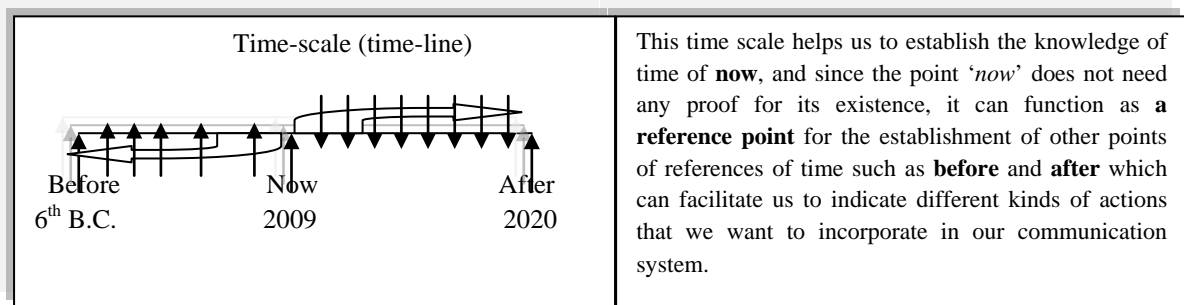 Time-scale (time-line)
Before Now After
6th B.C. 2009 2020
This time scale helps us to establish the knowledge of
time of now, and since the point ‘now’ does not need
any proof for its existence, it can function as a
reference point for the establishment of other points
of references of time such as before and after which
can facilitate us to indicate different kinds of actions
that we want to incorporate in our communication
system.